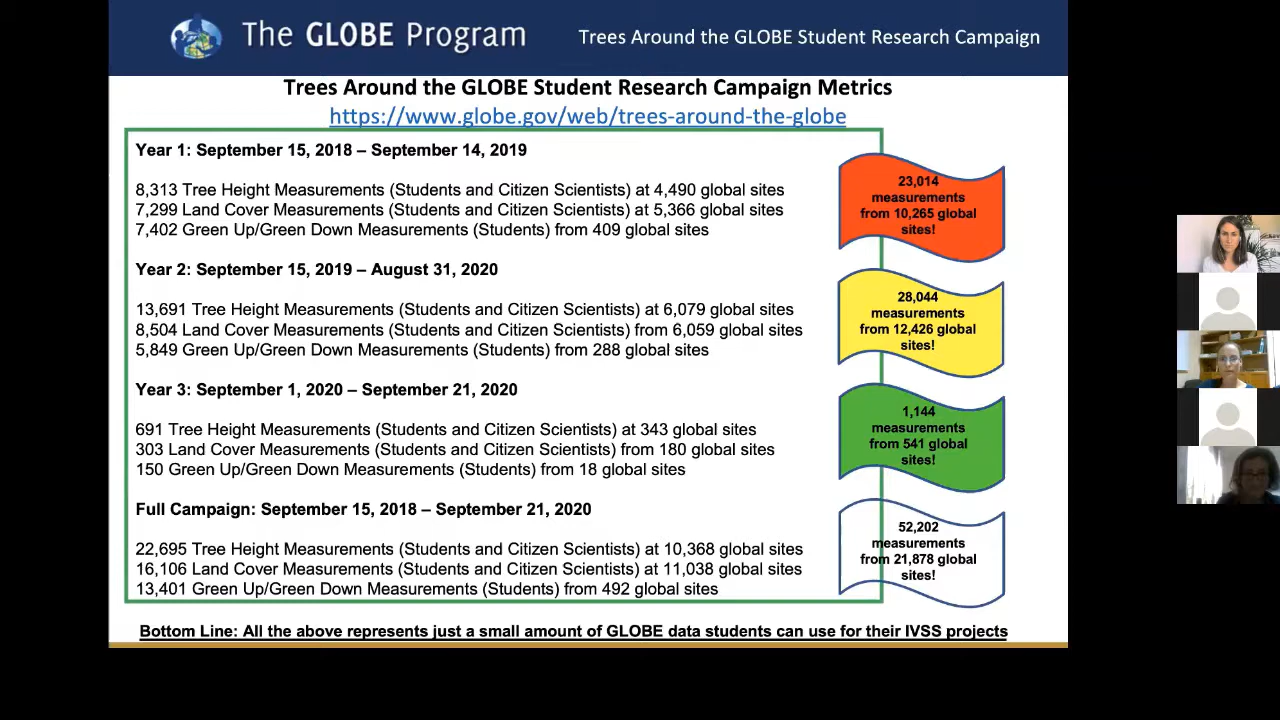 The GLOBE Program
Trees Around the GLOBE Student Research Campaign
Trees Around the GLOBE Student Research Campaign Metrics
https://www.globe.gov/web/trees-around-the-globe
Year 1: September 15, 2018 – September 14, 2019
8,313 Tree Height Measurements (Students and Citizen Scientists) at 4,490 global sites
7,299 Land Cover Measurements (Students and Citizen Scientists) at 5,366 global sites
7,402 Green Up/Green Down Measurements (Students) from 409 global sites
23,014
measurements
from 10,265 global
sites!
Year 2: September 15, 2019 – August 31, 2020
13,691 Tree Height Measurements (Students and Citizen Scientists) at 6,079 global sites
8,504 Land Cover Measurements (Students and Citizen Scientists) from 6,059 global sites
5,849 Green Up/Green Down Measurements (Students) from 288 global sites
28,044
measurements
from 12,426 global
sites!
Year 3: September 1, 2020 – September 21, 2020
691 Tree Height Measurements (Students and Citizen Scientists) at 343 global sites
303 Land Cover Measurements (Students and Citizen Scientists) from 180 global sites
150 Green Up/Green Down Measurements (Students) from 18 global sites
1,144
measurements
from 541 global
sites!
Full Campaign: September 15, 2018 – September 21, 2020
22,695 Tree Height Measurements (Students and Citizen Scientists) at 10,368 global sites
16,106 Land Cover Measurements (Students and Citizen Scientists) at 11,038 global sites
13,401 Green Up/Green Down Measurements (Students) from 492 global sites
52,202
measurements
from 21,878 global
sites!
Bottom Line: All the above represents just a small amount of GLOBE data students can use for their IVSS projects